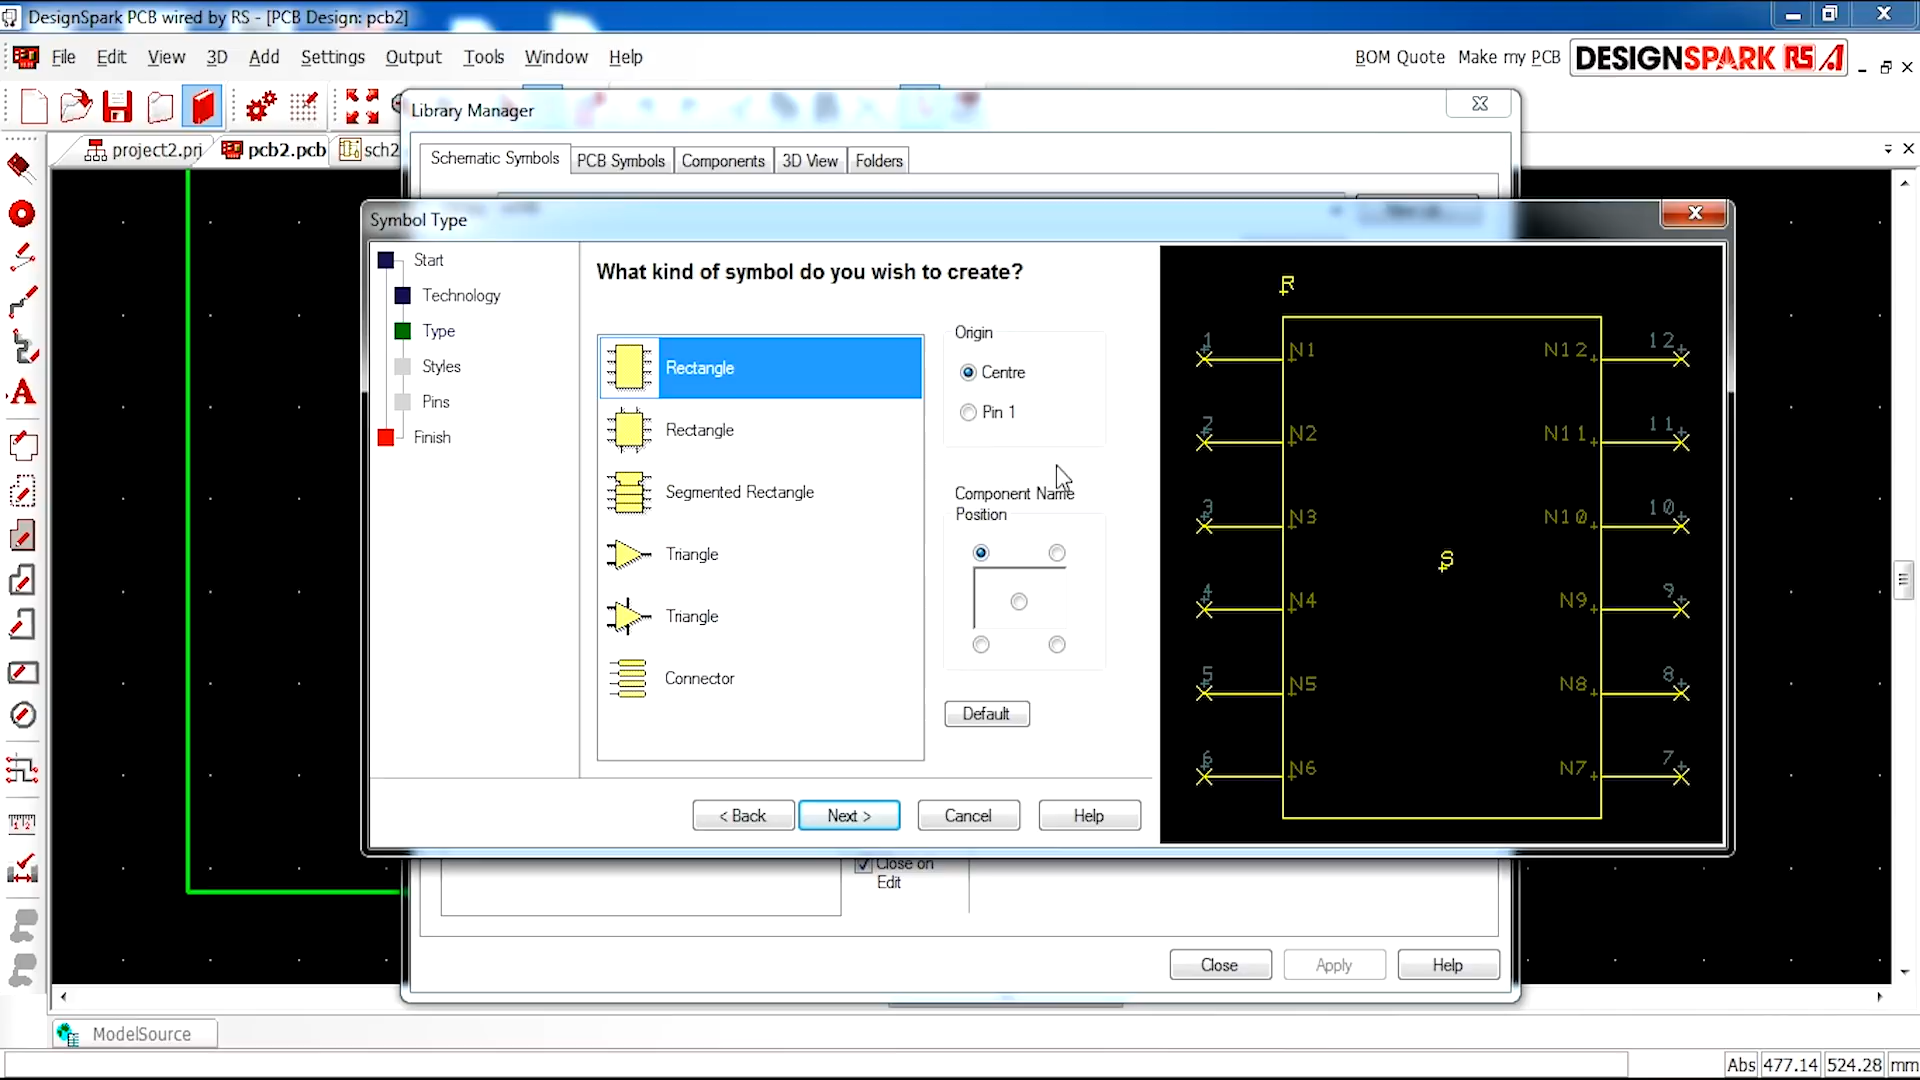 DesignSpark PCB wired by RS - [PCB Design: pcb2]
File Edit View 3D Add Settings Output Tools Window Help
BOM Quote Make my PCB DESIGNSPARK RS
Library Manager
project2.prj pcb2.pcb sch2
Schematic Symbols PCB Symbols Components 3D View Folders
Symbol Type
Start
Technology
Type
Styles
Pins
Finish
What kind of symbol do you wish to create?
Rectangle
Rectangle
Segmented Rectangle
Triangle
Triangle
Connector
Origin
Centre
Pin 1
Component Name
Position
Default
< Back Next > Cancel Help
R
1 N1 N12 12
2 N2 N11 11
3 N3 N10 10
S
4 N4 N9 9
5 N5 N8 8
6 N6 N7 7
Close on
Edit
Close Apply Help
ModelSource
Abs 477.14 524.28 mm